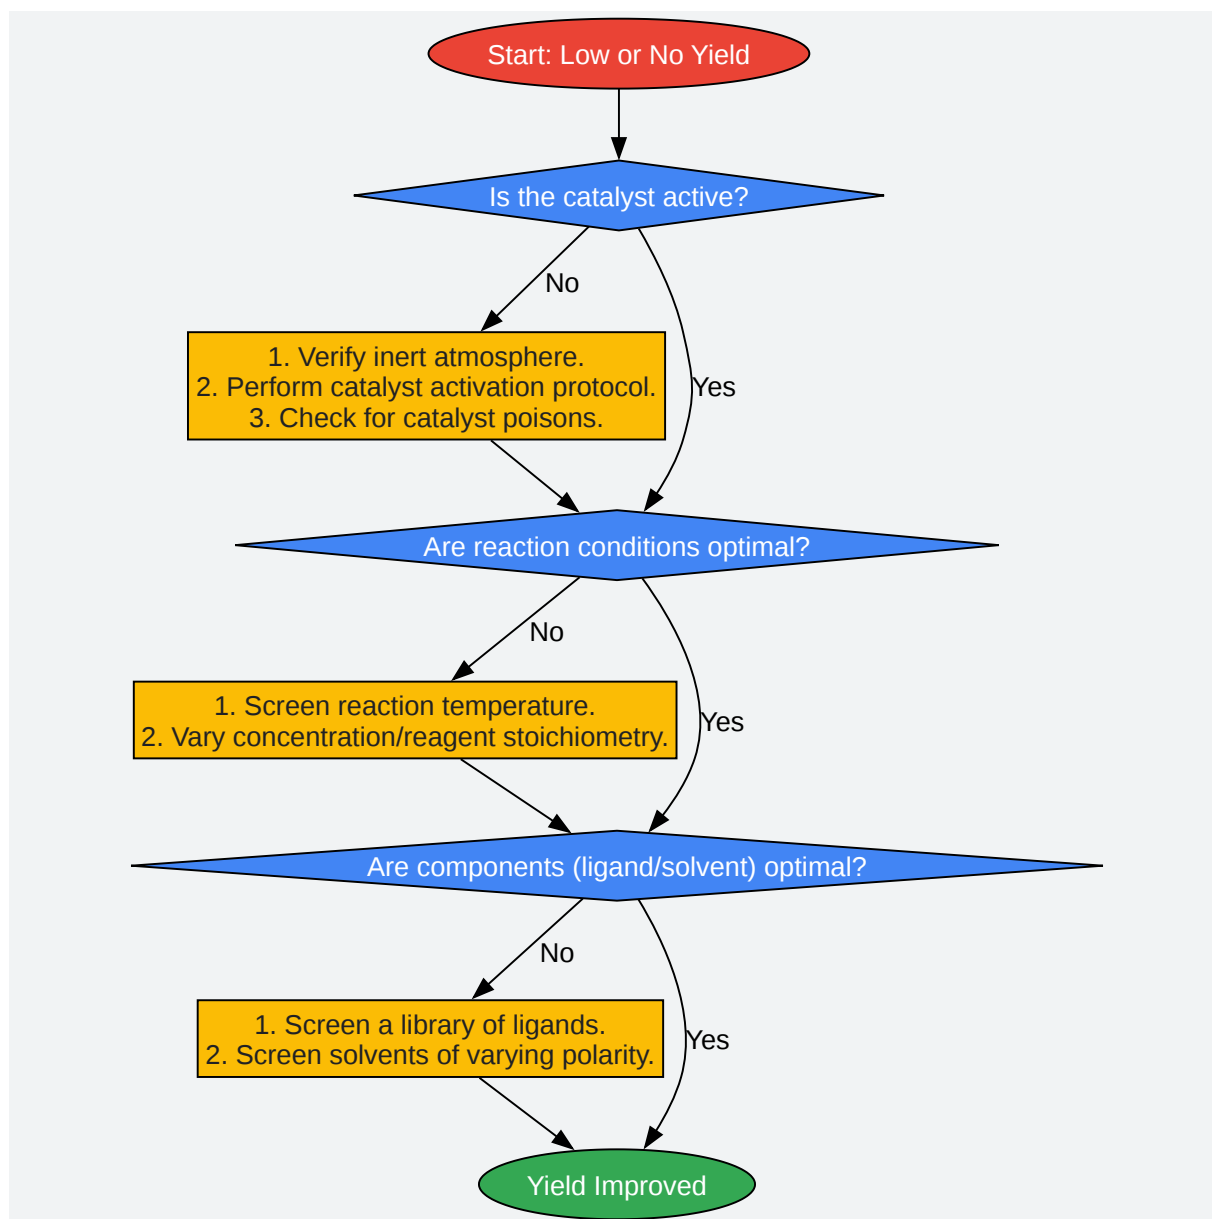 Start: Low or No Yield
Is the catalyst active?
No
1. Verify inert atmosphere.
2. Perform catalyst activation protocol.
3. Check for catalyst poisons.
Yes
Are reaction conditions optimal?
No
1. Screen reaction temperature.
2. Vary concentration/reagent stoichiometry.
Yes
Are components (ligand/solvent) optimal?
No
1. Screen a library of ligands.
2. Screen solvents of varying polarity.
Yes
Yield Improved